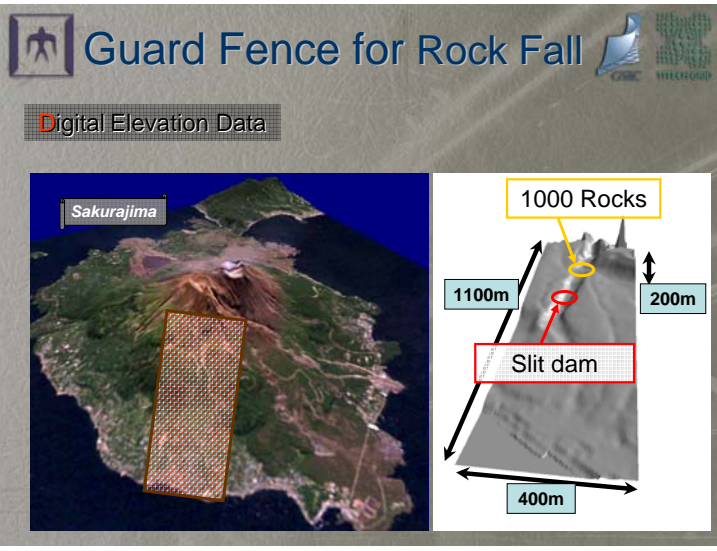 Guard Fence for Rock Fall
Digital Elevation Data
Sakurajima
1000 Rocks
1100m
200m
Slit dam
400m